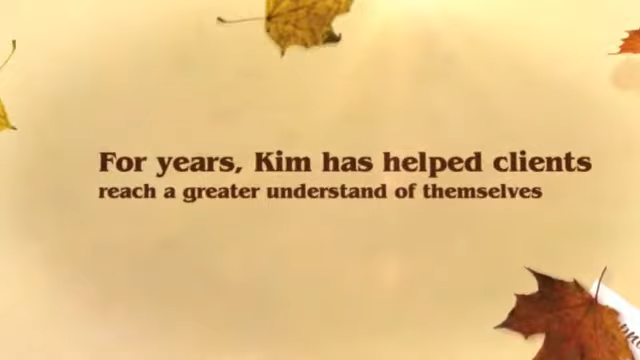 For years, Kim has helped clients
reach a greater understand of themselves